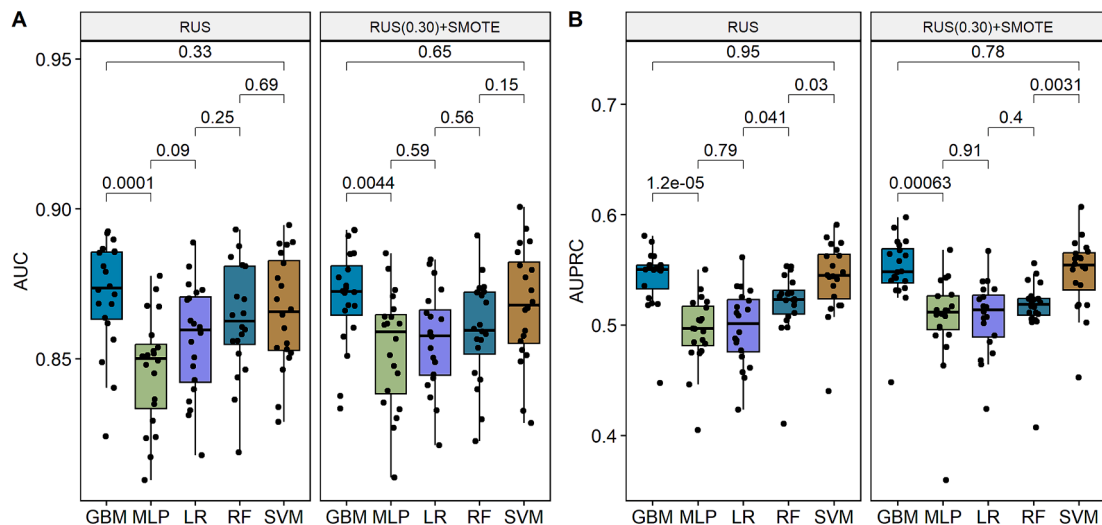 A
RUS
RUS(0.30)+SMOTE
AUC
0.95
0.90
0.85
0.33
0.69
0.25
0.09
0.0001
0.65
0.15
0.56
0.59
0.0044
GBM MLP LR RF SVM
GBM MLP LR RF SVM
B
RUS
RUS(0.30)+SMOTE
AUPRC
0.7
0.6
0.5
0.4
0.95
0.03
0.041
0.79
1.2e-05
0.78
0.0031
0.4
0.91
0.00063
GBM MLP LR RF SVM
GBM MLP LR RF SVM